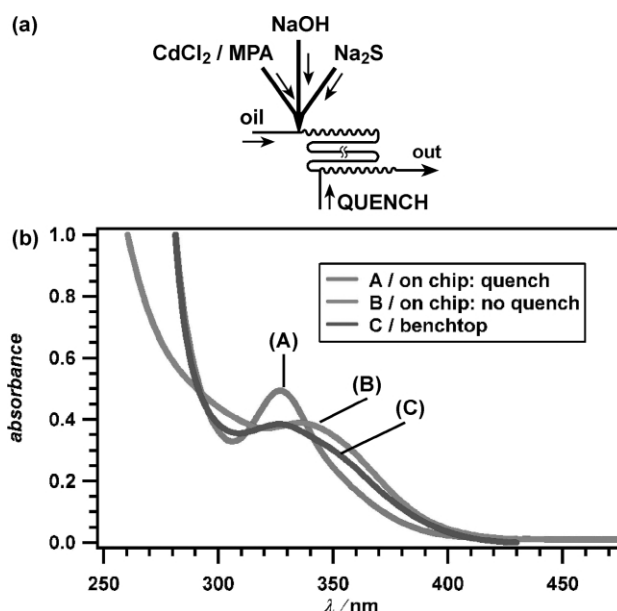 (a)
NaOH
CdCl₂ / MPA
Na₂S
oil
out
QUENCH
(b)
1.0
0.8
0.6
0.4
0.2
0.0
absorbance
A / on chip: quench
B / on chip: no quench
C / benchtop
(A)
(B)
(C)
250 300 350 400 450
λ / nm